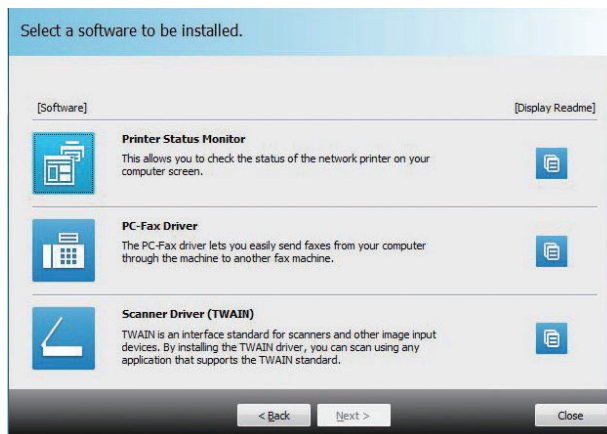 Select a software to be installed.
[Software]
[Display Readme]
Printer Status Monitor
This allows you to check the status of the network printer on your
computer screen.
PC-Fax Driver
The PC-Fax driver lets you easily send faxes from your computer
through the machine to another fax machine.
Scanner Driver (TWAIN)
TWAIN is an interface standard for scanners and other image input
devices. By installing the TWAIN driver, you can scan using any
application that supports the TWAIN standard.
< Back
Next >
Close